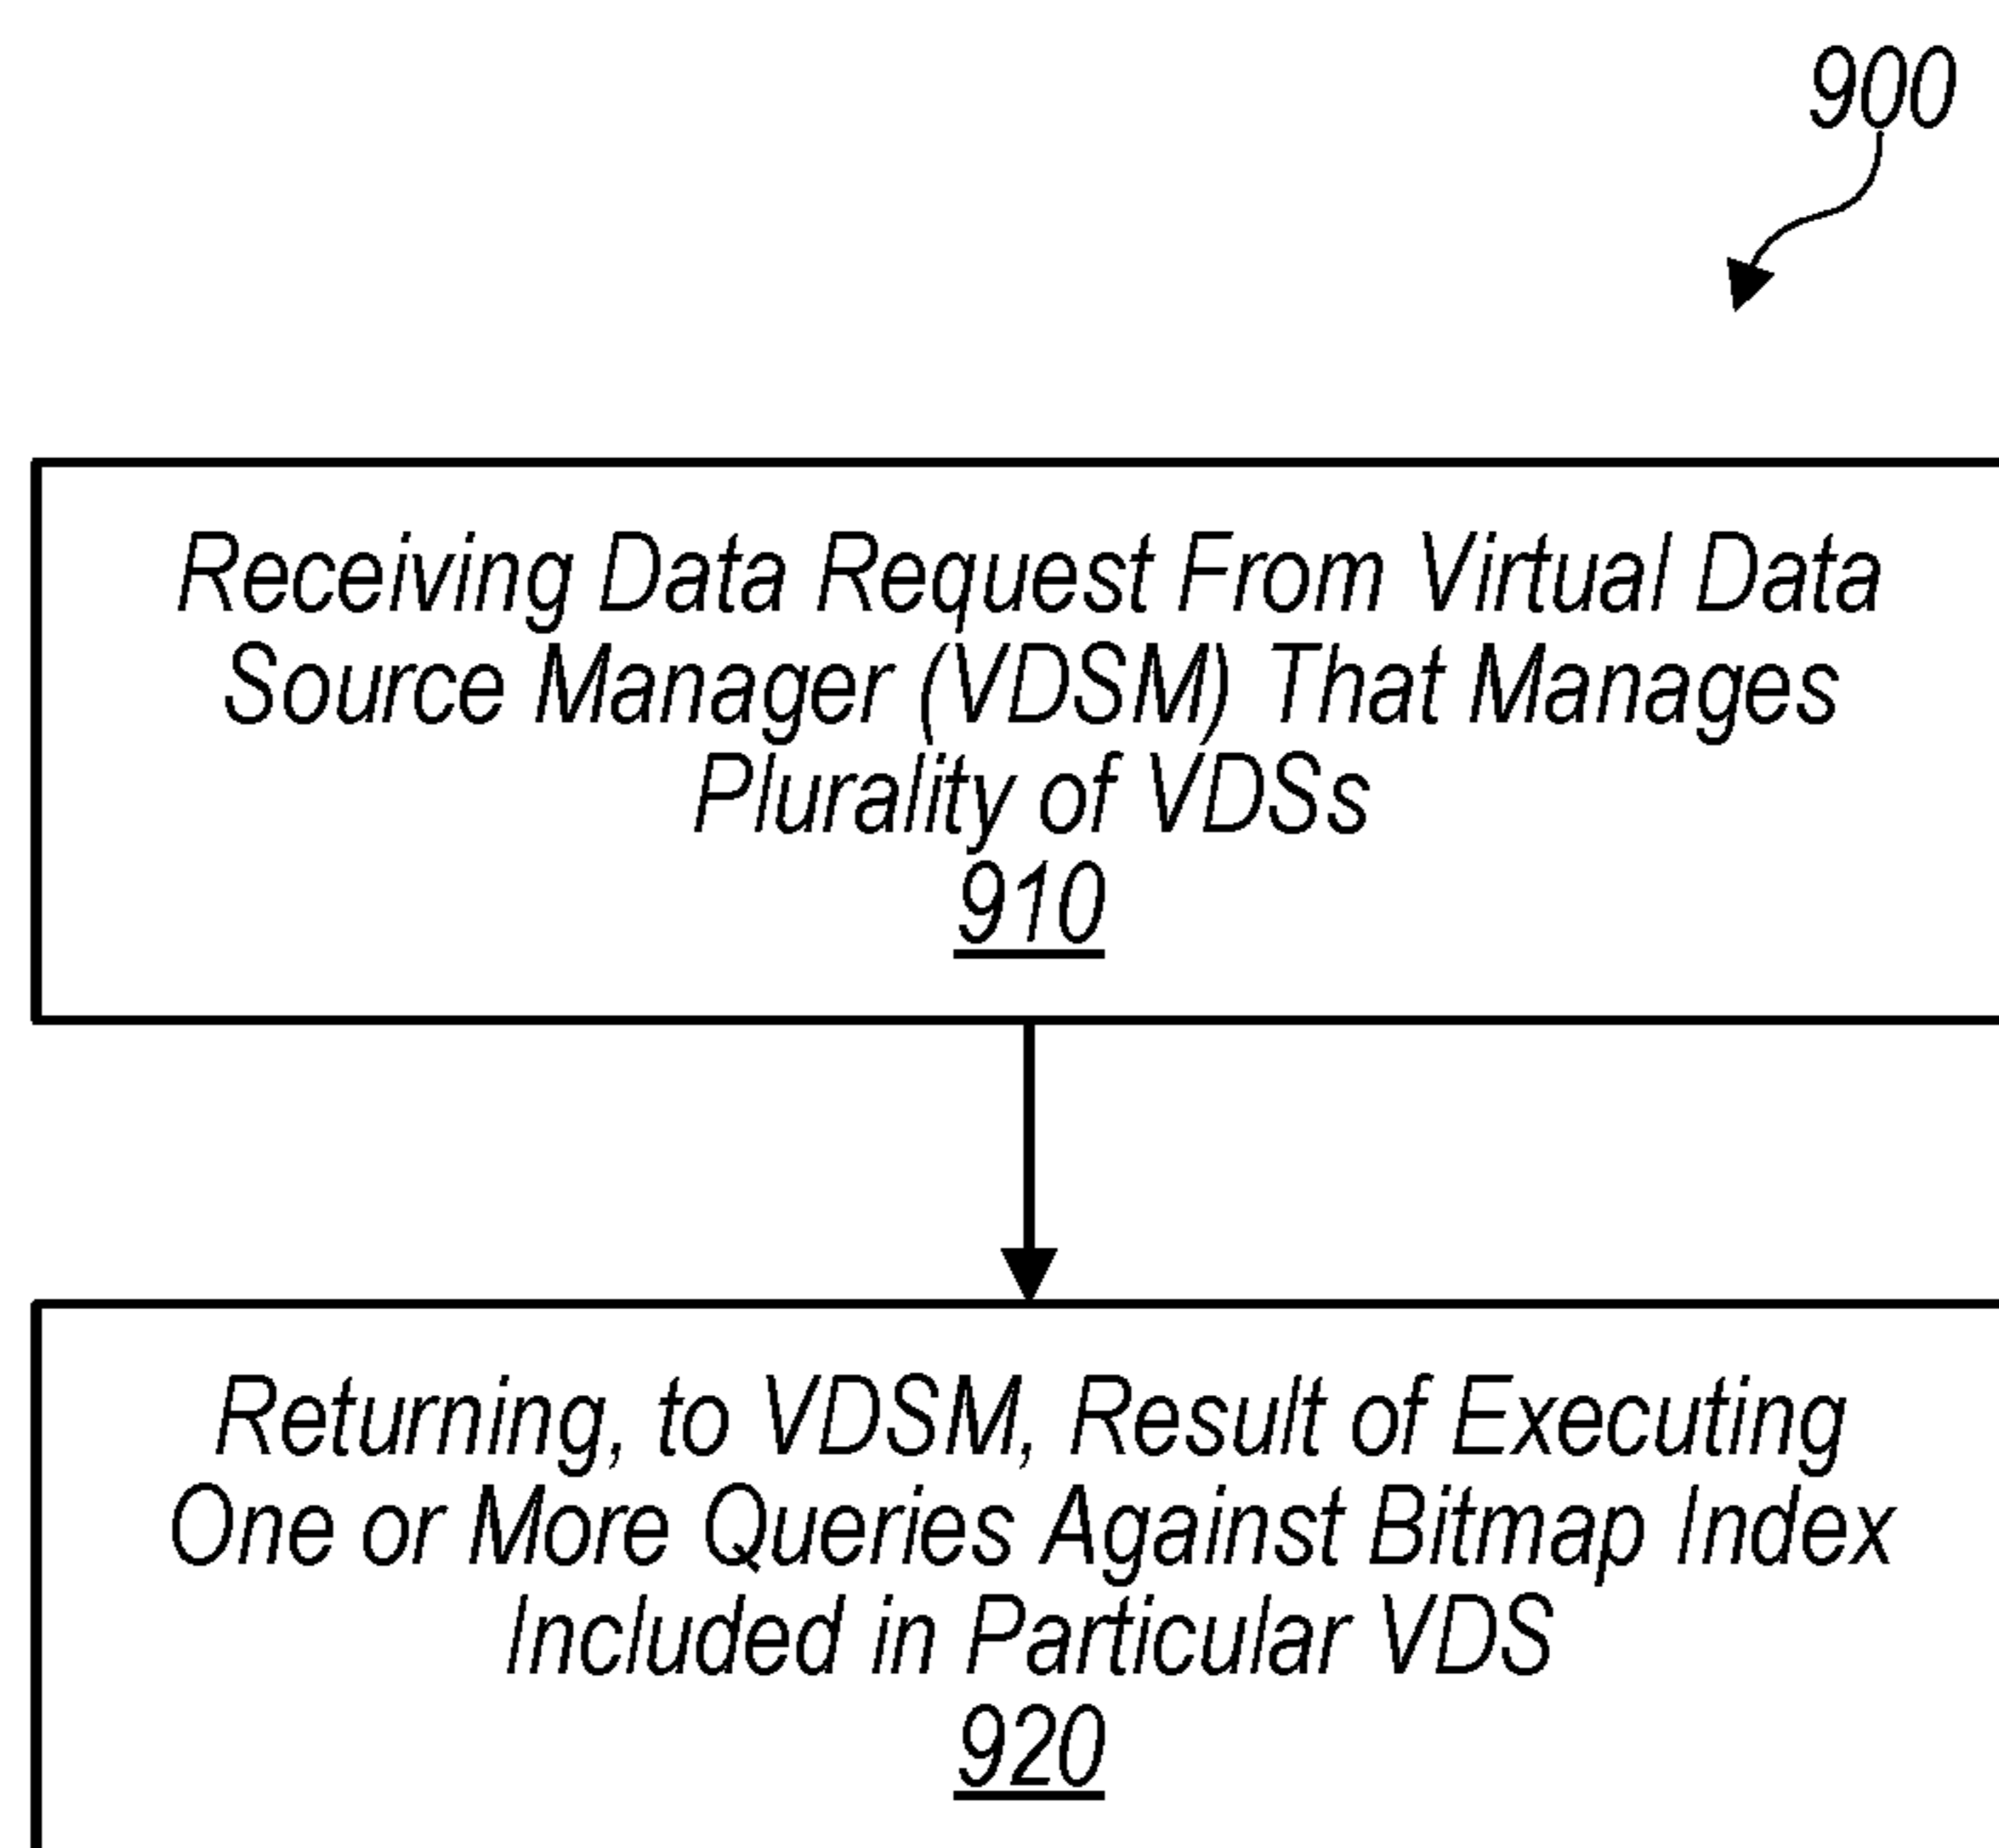 900
Receiving Data Request From Virtual Data
Source Manager (VDSM) That Manages
Plurality of VDSs
910
Returning, to VDSM, Result of Executing
One or More Queries Against Bitmap Index
Included in Particular VDS
920